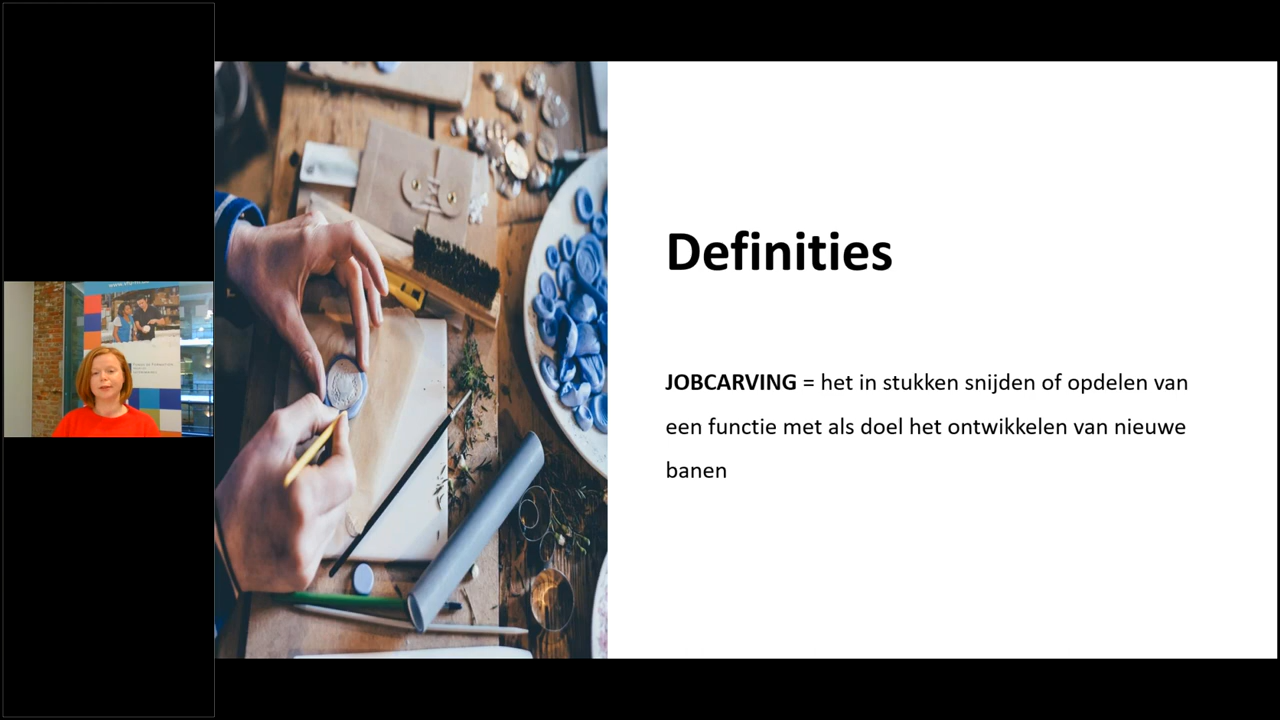 Definities
JOBCARVING = het in stukken snijden of opdelen van
een functie met als doel het ontwikkelen van nieuwe
banen